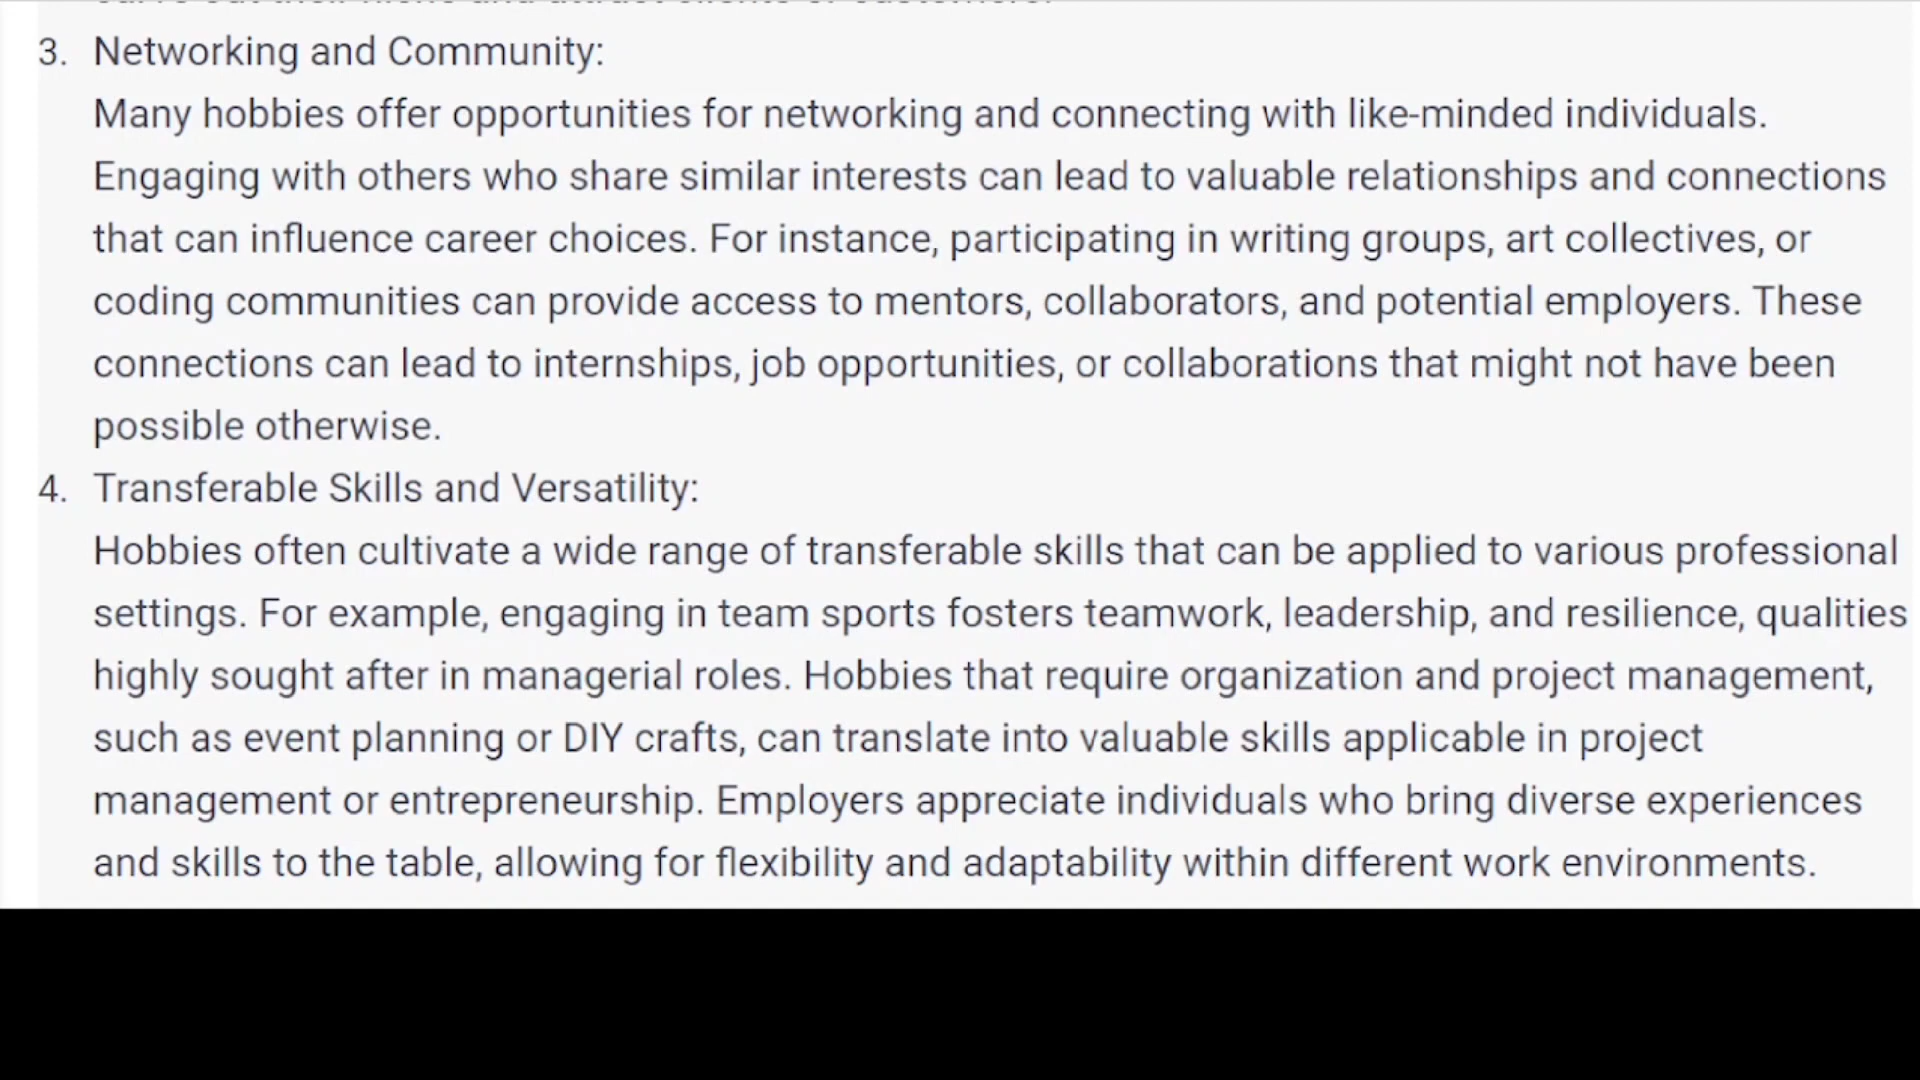 3. Networking and Community:
Many hobbies offer opportunities for networking and connecting with like-minded individuals.
Engaging with others who share similar interests can lead to valuable relationships and connections
that can influence career choices. For instance, participating in writing groups, art collectives, or
coding communities can provide access to mentors, collaborators, and potential employers. These
connections can lead to internships, job opportunities, or collaborations that might not have been
possible otherwise.
4. Transferable Skills and Versatility:
Hobbies often cultivate a wide range of transferable skills that can be applied to various professional
settings. For example, engaging in team sports fosters teamwork, leadership, and resilience, qualities
highly sought after in managerial roles. Hobbies that require organization and project management,
such as event planning or DIY crafts, can translate into valuable skills applicable in project
management or entrepreneurship. Employers appreciate individuals who bring diverse experiences
and skills to the table, allowing for flexibility and adaptability within different work environments.